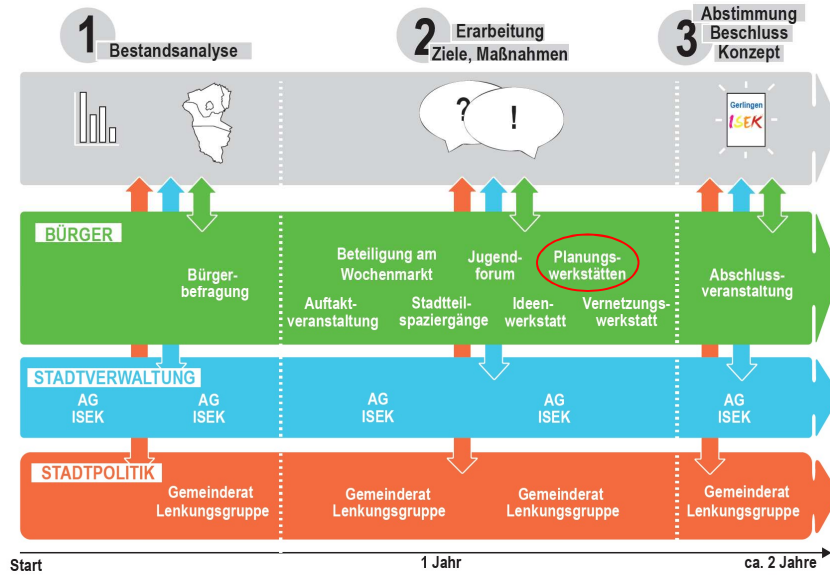 1 Bestandsanalyse
2 Erarbeitung
Ziele, Maßnahmen
3 Abstimmung
Beschluss
Konzept
? !
Gerlingen
ISEK
BÜRGER
Bürger-
befragung
Beteiligung am
Wochenmarkt
Jugend-
forum
Planungs-
werkstätten
Auftakt-
veranstaltung
Stadtteil-
spaziergänge
Ideen-
werkstatt
Vernetzungs-
werkstatt
Abschluss-
veranstaltung
STADTVERWALTUNG
AG
ISEK
AG
ISEK
AG
ISEK
AG
ISEK
AG
ISEK
STADTPOLITIK
Gemeinderat
Lenkungsgruppe
Gemeinderat
Lenkungsgruppe
Gemeinderat
Lenkungsgruppe
Gemeinderat
Lenkungsgruppe
Start
1 Jahr
ca. 2 Jahre